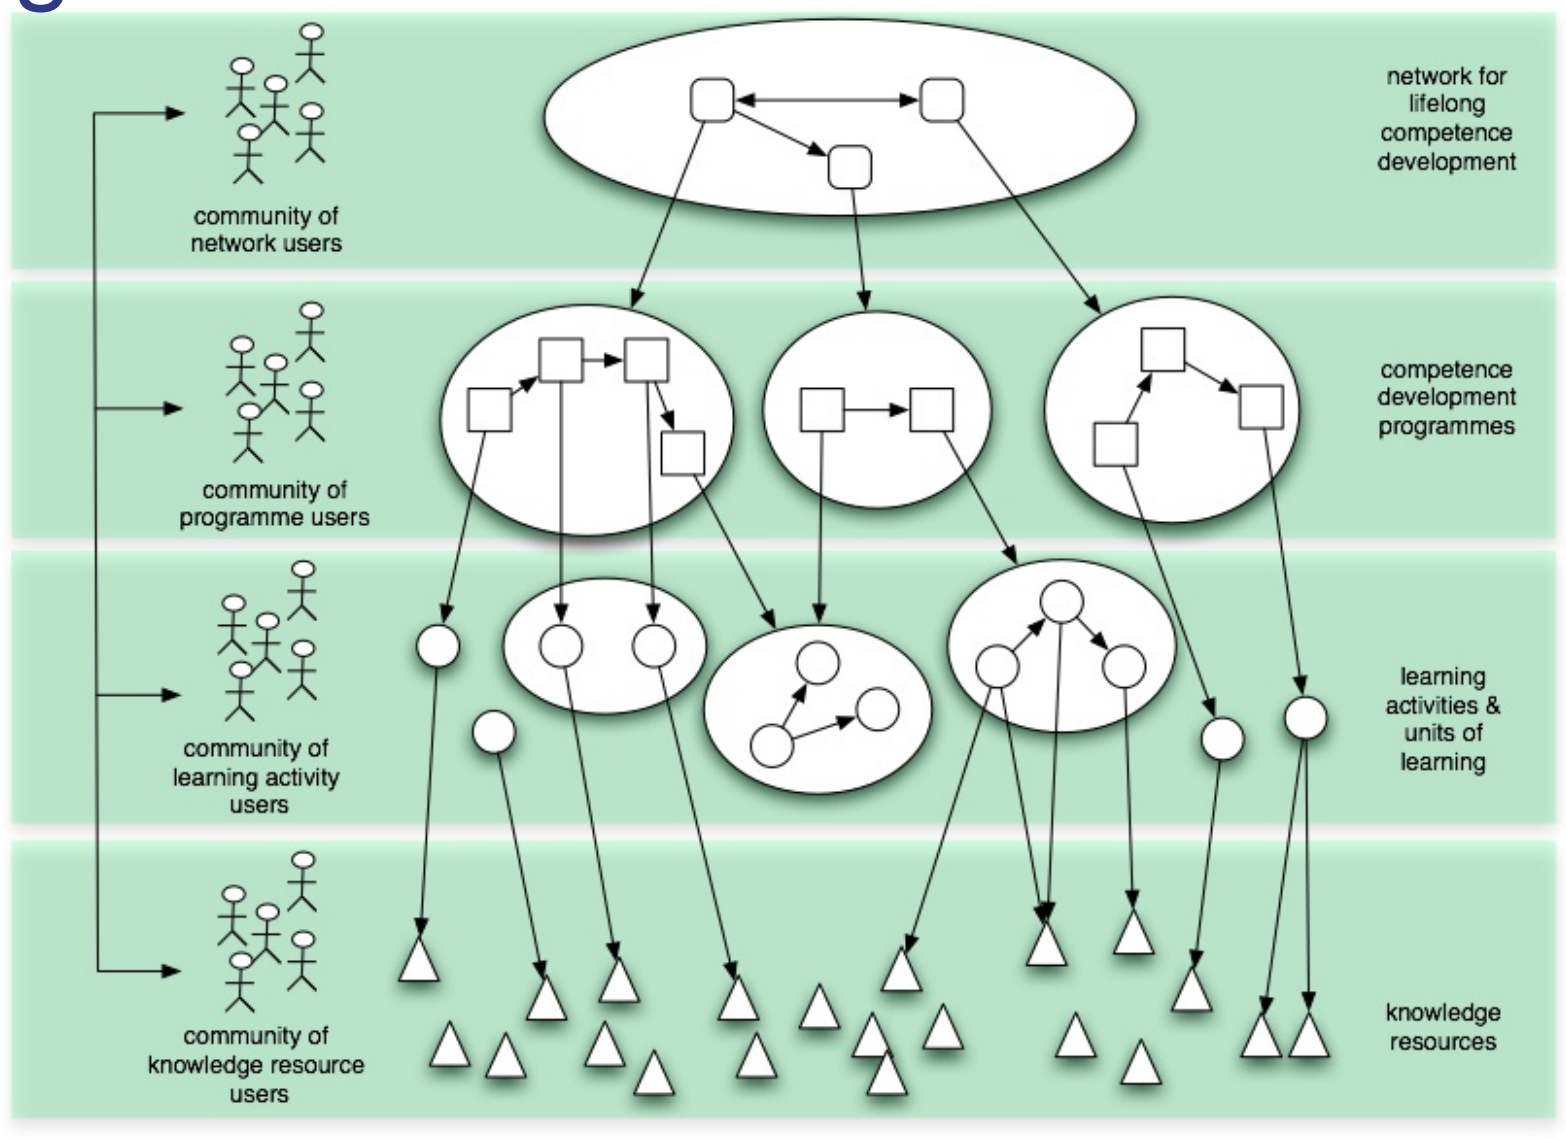 network for
lifelong
competence
development
community of
network users
competence
development
programmes
community of
programme users
learning
activities &
units of
learning
community of
learning activity
users
knowledge
resources
community of
knowledge resource
users